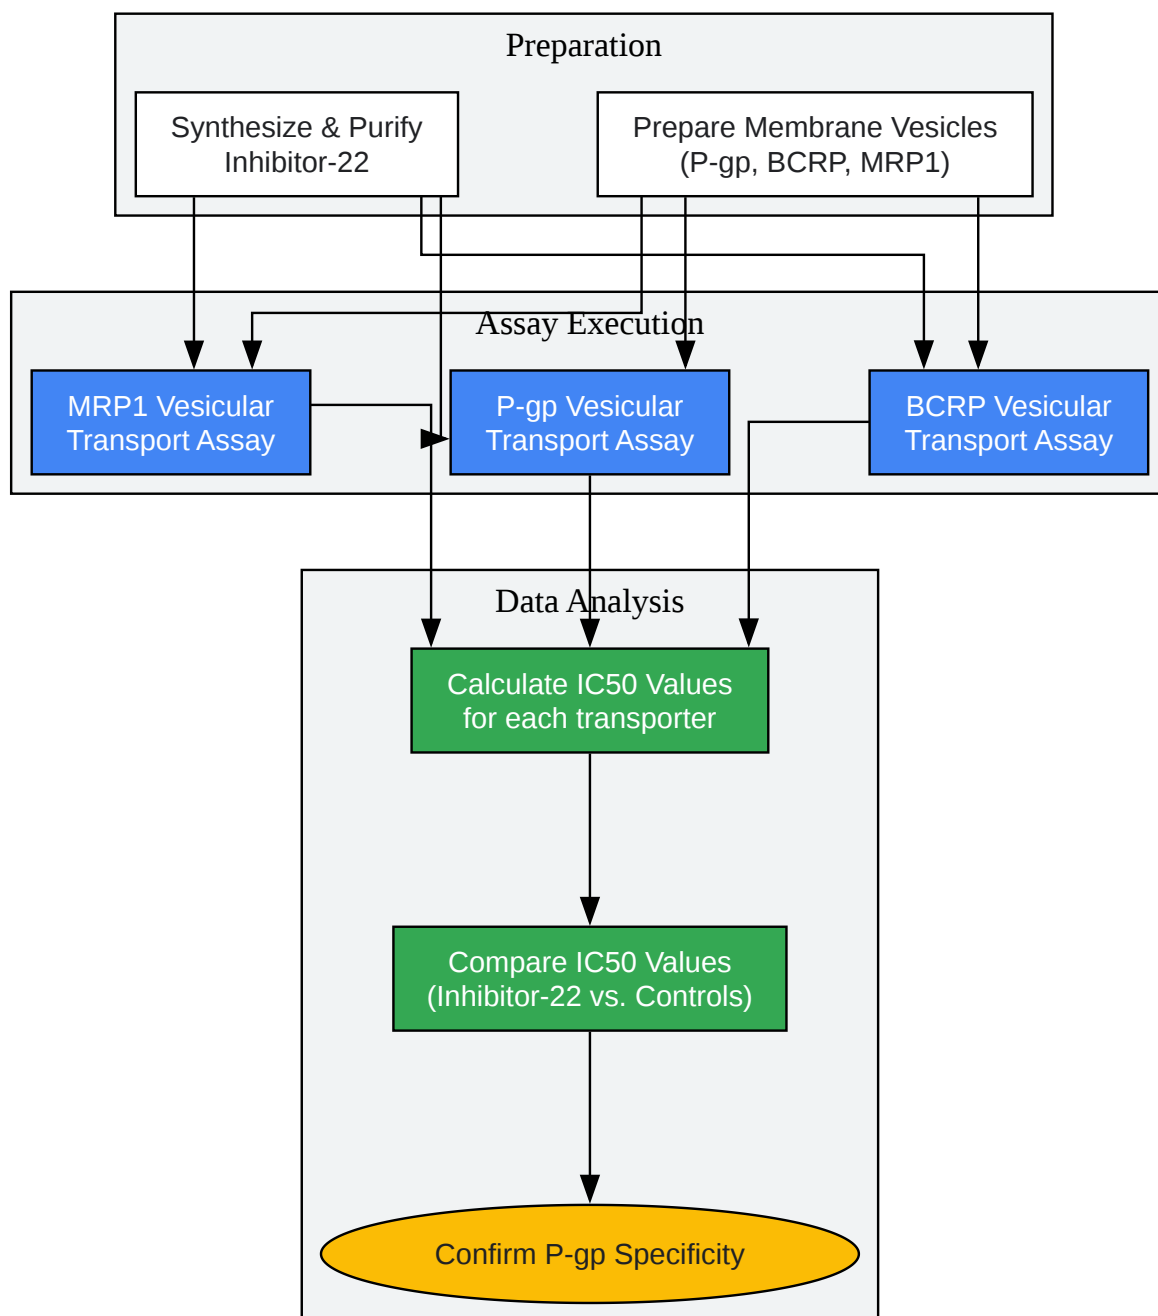 Preparation
Synthesize & Purify
Inhibitor-22
Prepare Membrane Vesicles
(P-gp, BCRP, MRP1)
Assay Execution
MRP1 Vesicular
Transport Assay
P-gp Vesicular
Transport Assay
BCRP Vesicular
Transport Assay
Data Analysis
Calculate IC50 Values
for each transporter
Compare IC50 Values
(Inhibitor-22 vs. Controls)
Confirm P-gp Specificity